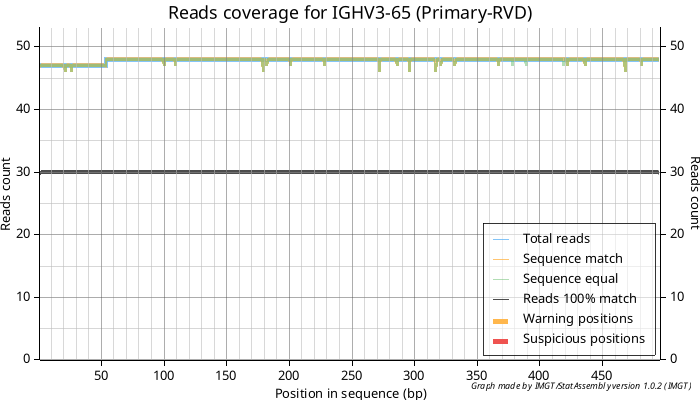 Reads coverage for IGHV3-65 (Primary-RVD)
50
40
30
20
10
0
Reads count
50
40
30
20
10
0
Reads count
50 100 150 200 250 300 350 400 450
Position in sequence (bp)
Total reads
Sequence match
Sequence equal
Reads 100% match
Warning positions
Suspicious positions
Graph made by IMGT/StatAssembly version 1.0.2 (IMGT)